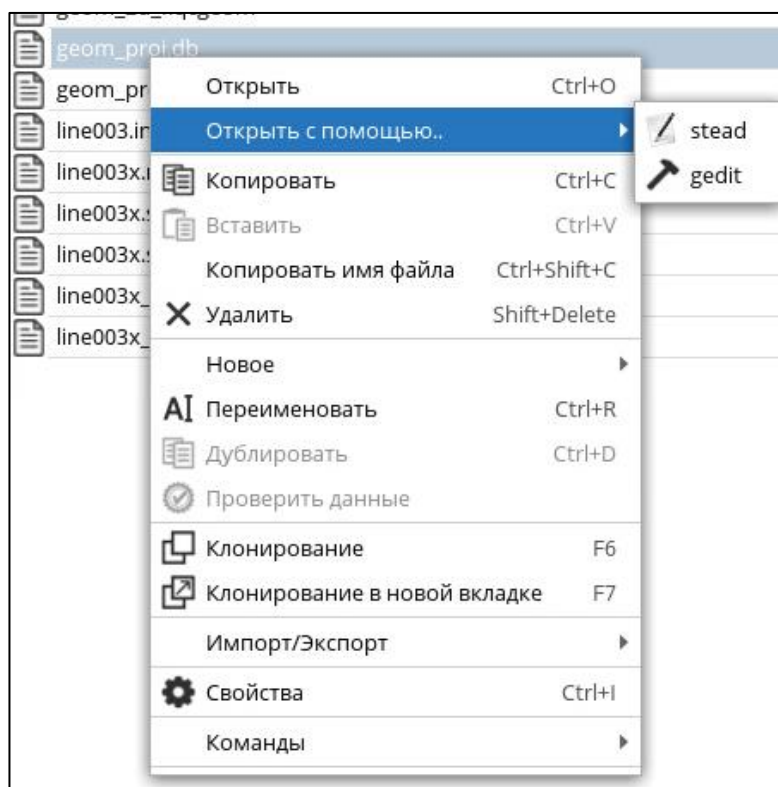 geom_proj.db
geom_pr
line003.in
line003x.
line003x.
line003x.
line003x_
line003x_
Открыть Ctrl+O
Открыть с помощью..
Копировать Ctrl+C
Вставить Ctrl+V
Копировать имя файла Ctrl+Shift+C
Удалить Shift+Delete
Новое
Переименовать Ctrl+R
Дублировать Ctrl+D
Проверить данные
Клонирование F6
Клонирование в новой вкладке F7
Импорт/Экспорт
Свойства Ctrl+I
Команды
stead
gedit